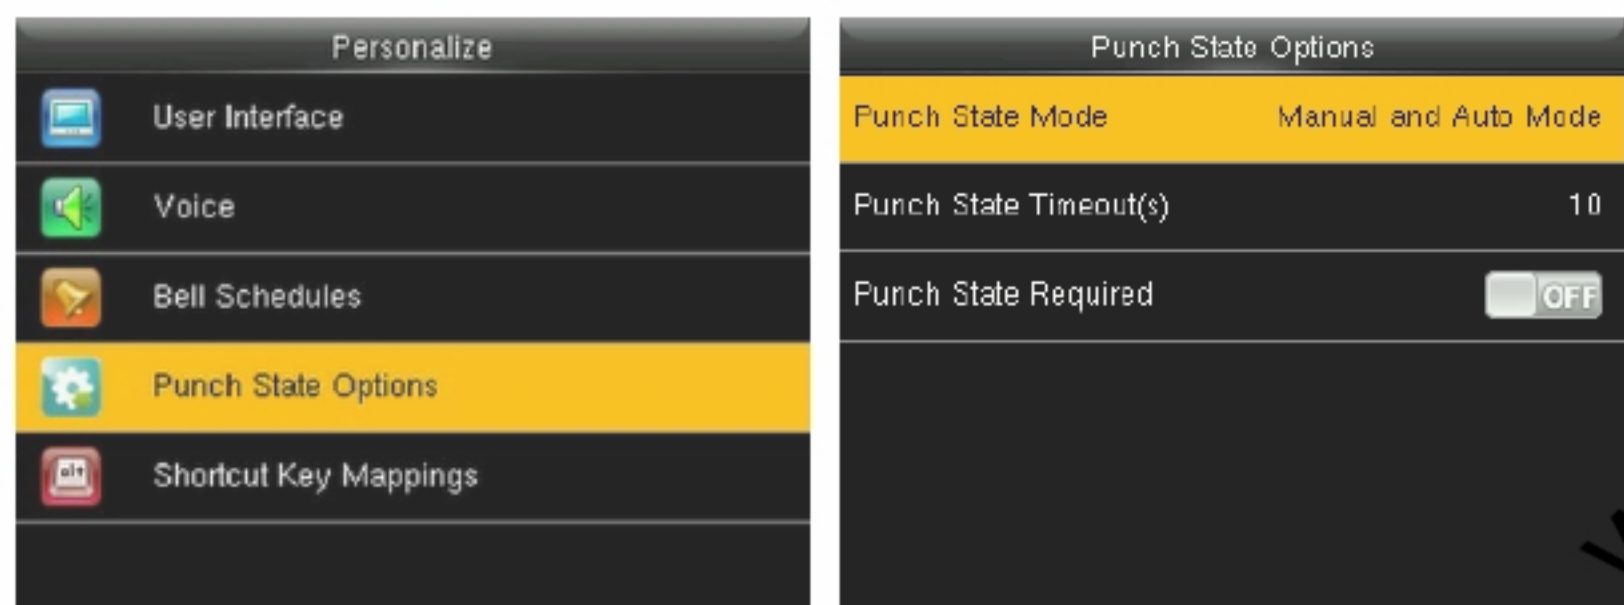 Personalize
User Interface
Voice
Bell Schedules
Punch State Options
alt
Shortcut Key Mappings
Punch State Options
Punch State Mode Manual and Auto Mode
Punch State Timeout(s) 10
Punch State Required OFF